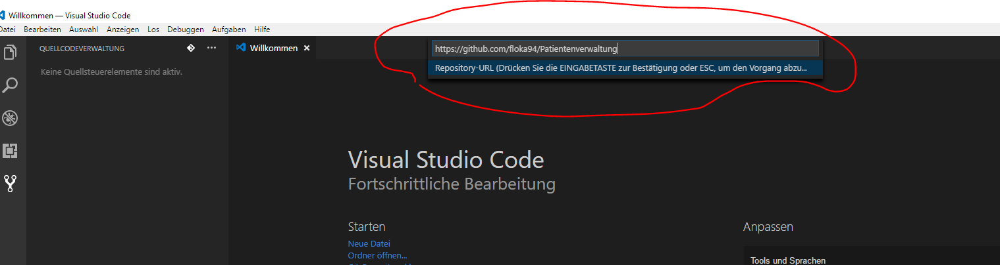 Willkommen — Visual Studio Code
Datei Bearbeiten Auswahl Anzeigen Los Debuggen Aufgaben Hilfe
QUELLCODEVERWALTUNG
Willkommen
https://github.com/floka94/Patientenverwaltung
Repository-URL (Drücken Sie die EINGABETASTE zur Bestätigung oder ESC, um den Vorgang abzu...
Keine Quellsteuerelemente sind aktiv.
Visual Studio Code
Fortschrittliche Bearbeitung
Starten
Neue Datei
Ordner öffnen...
Anpassen
Tools und Sprachen